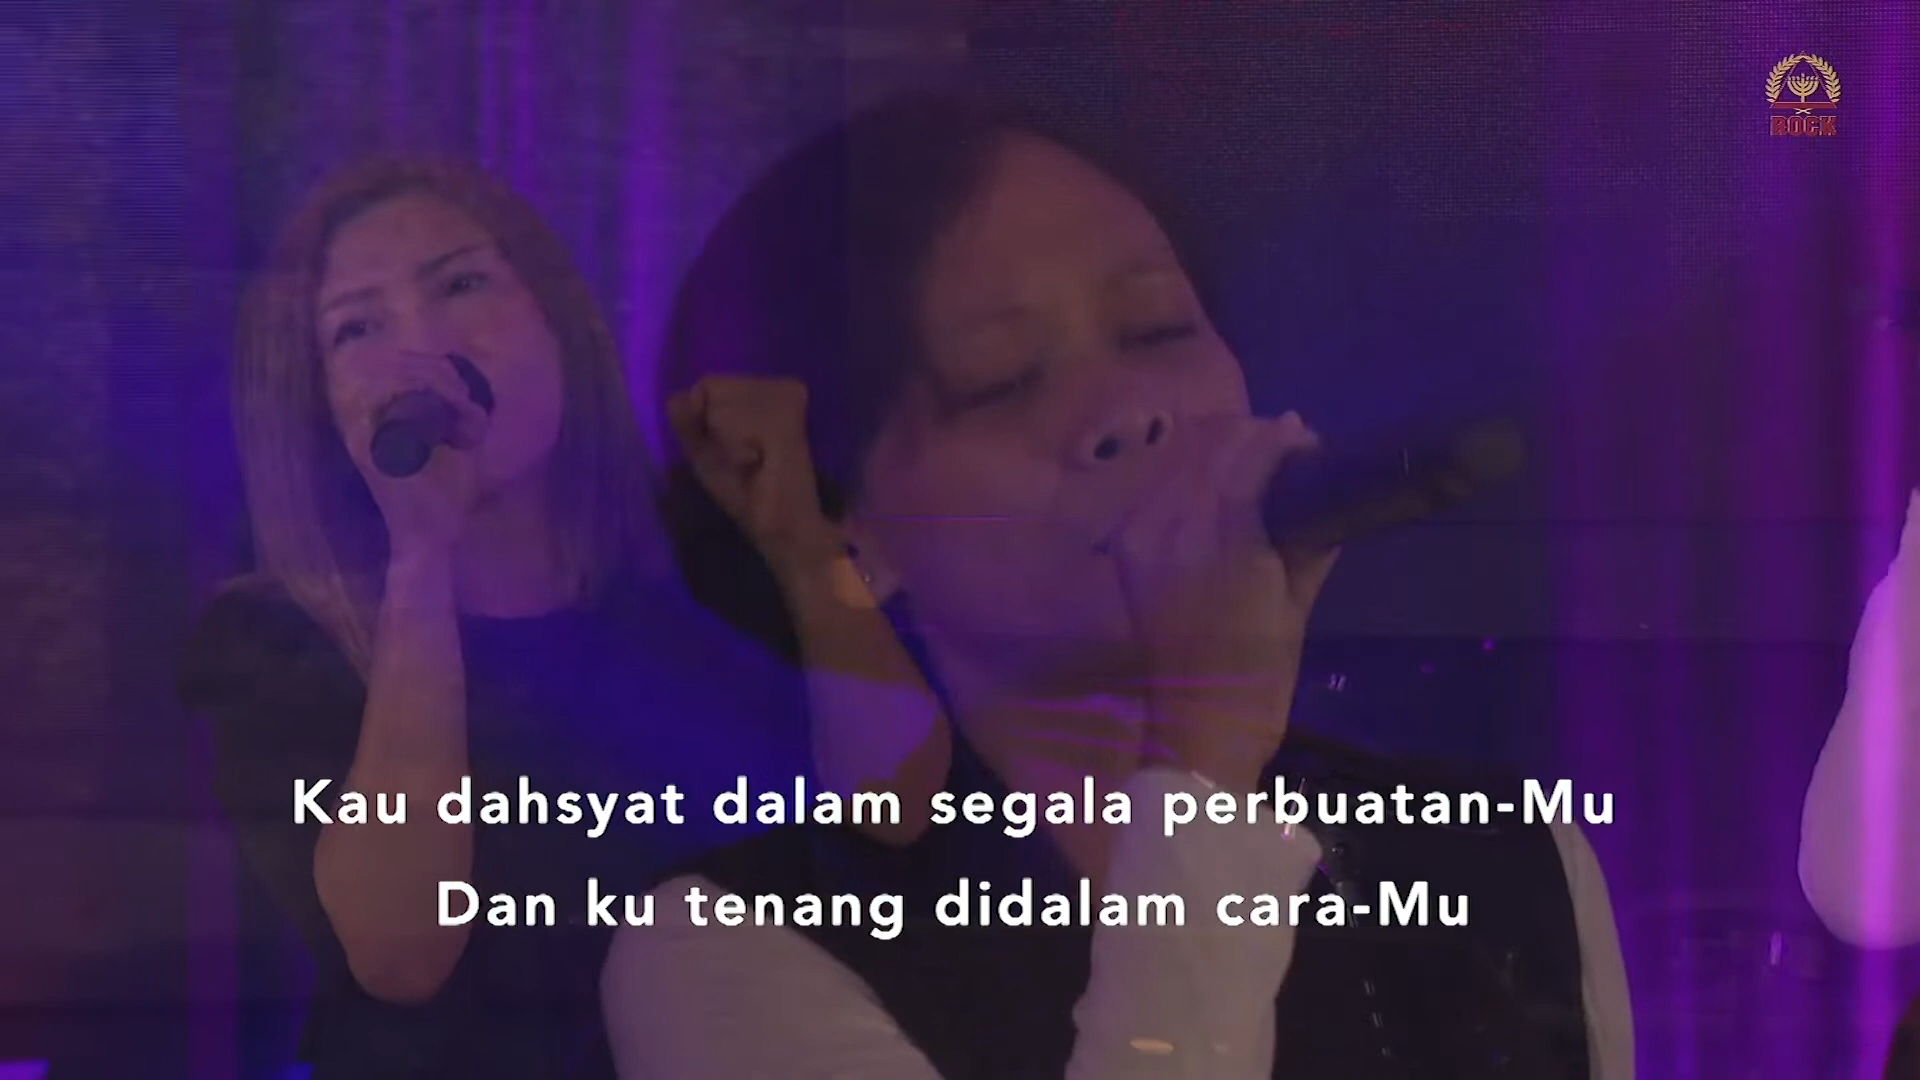 ROCK
Kau dahsyat dalam segala perbuatan-Mu
Dan ku tenang didalam cara-Mu